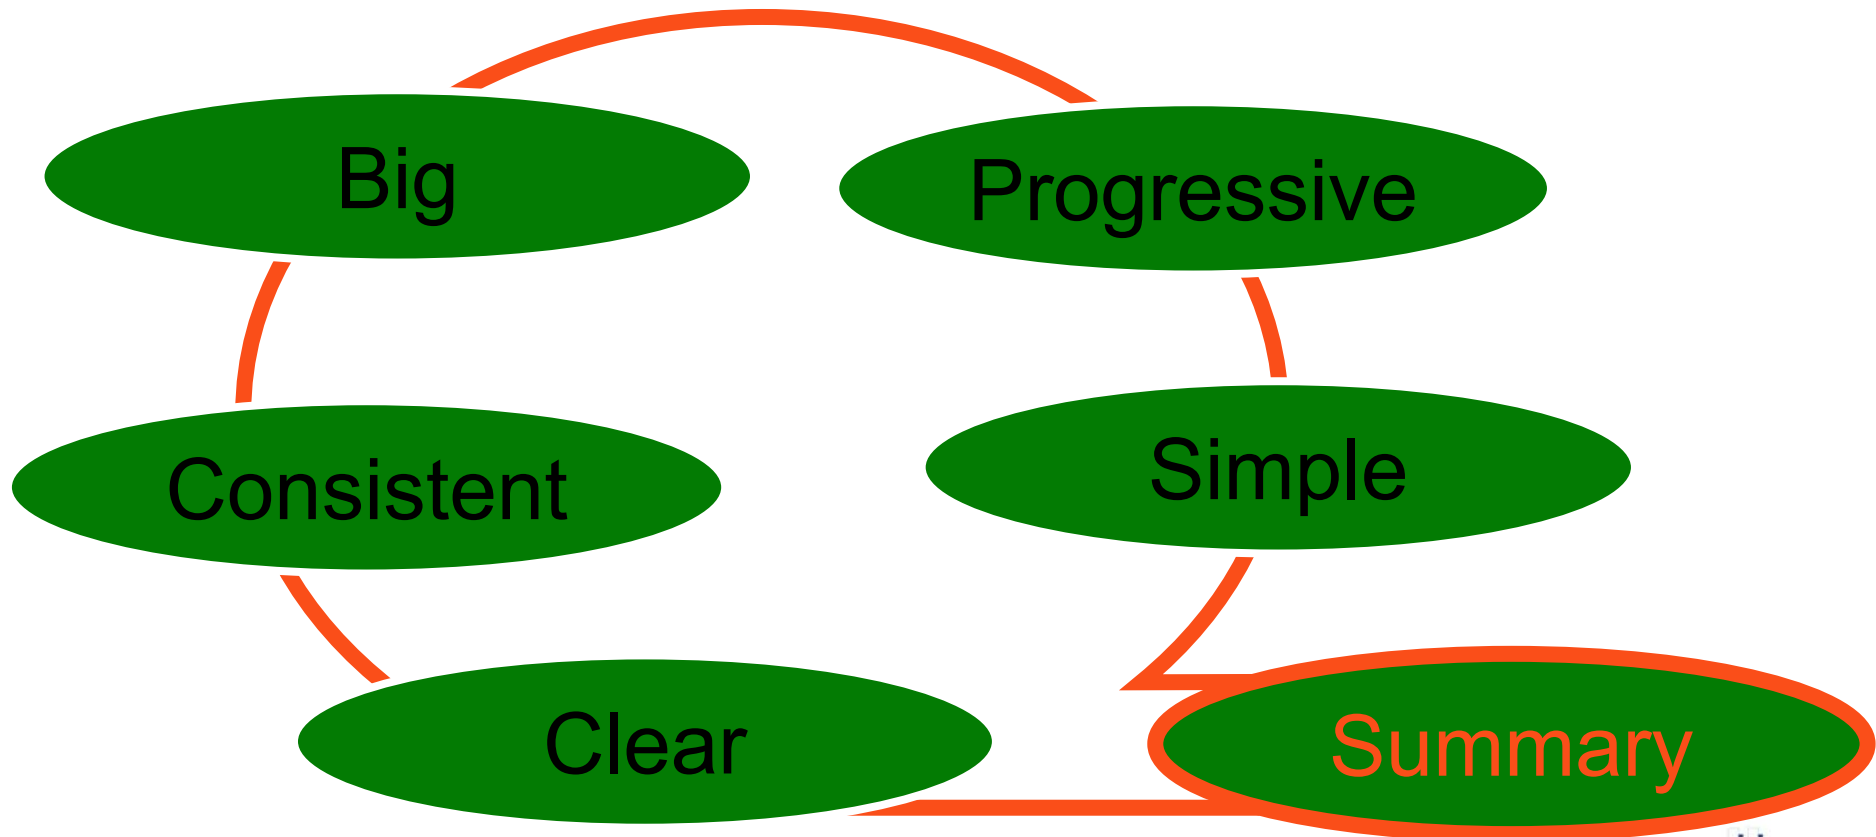 Big
Progressive
Consistent
Simple
Clear
Summary